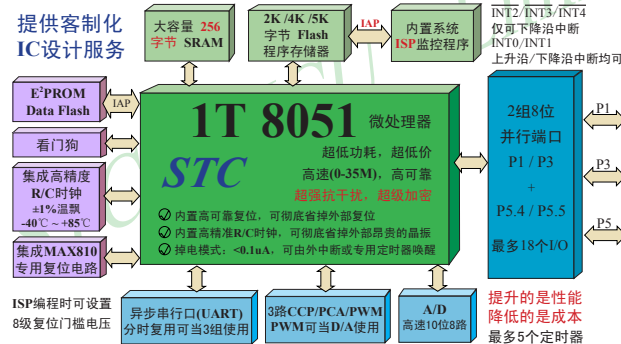 提供客制化
IC设计服务
大容量 256
字节 SRAM
2K /4K /5K
字节 Flash
程序存储器
IAP
内置系统
ISP监控程序
INT2/INT3/INT4
仅可下降沿中断
INT0/INT1
上升沿/下降沿中断均可
E²PROM
Data Flash
IAP
看门狗
集成高精度
R/C时钟
±1%温飘
-40℃~+85℃
集成MAX810
专用复位电路
1T 8051 微处理器
STC
超低功耗，超低价
高速(0-35M)，高可靠
超强抗干扰，超级加密
内置高可靠复位，可彻底省掉外部复位
内置高精准R/C时钟，可彻底省掉外部昂贵的晶振
掉电模式：<0.1uA，可由外中断或专用定时器唤醒
2组8位
并行端口
P1 / P3
+
P5.4 / P5.5
最多18个I/O
P1
P3
P5
ISP编程时可设置
8级复位门槛电压
异步串行口(UART)
分时复用可当3组使用
3路CCP/PCA/PWM
PWM可当D/A使用
A/D
高速10位8路
提升的是性能
降低的是成本
最多5个定时器